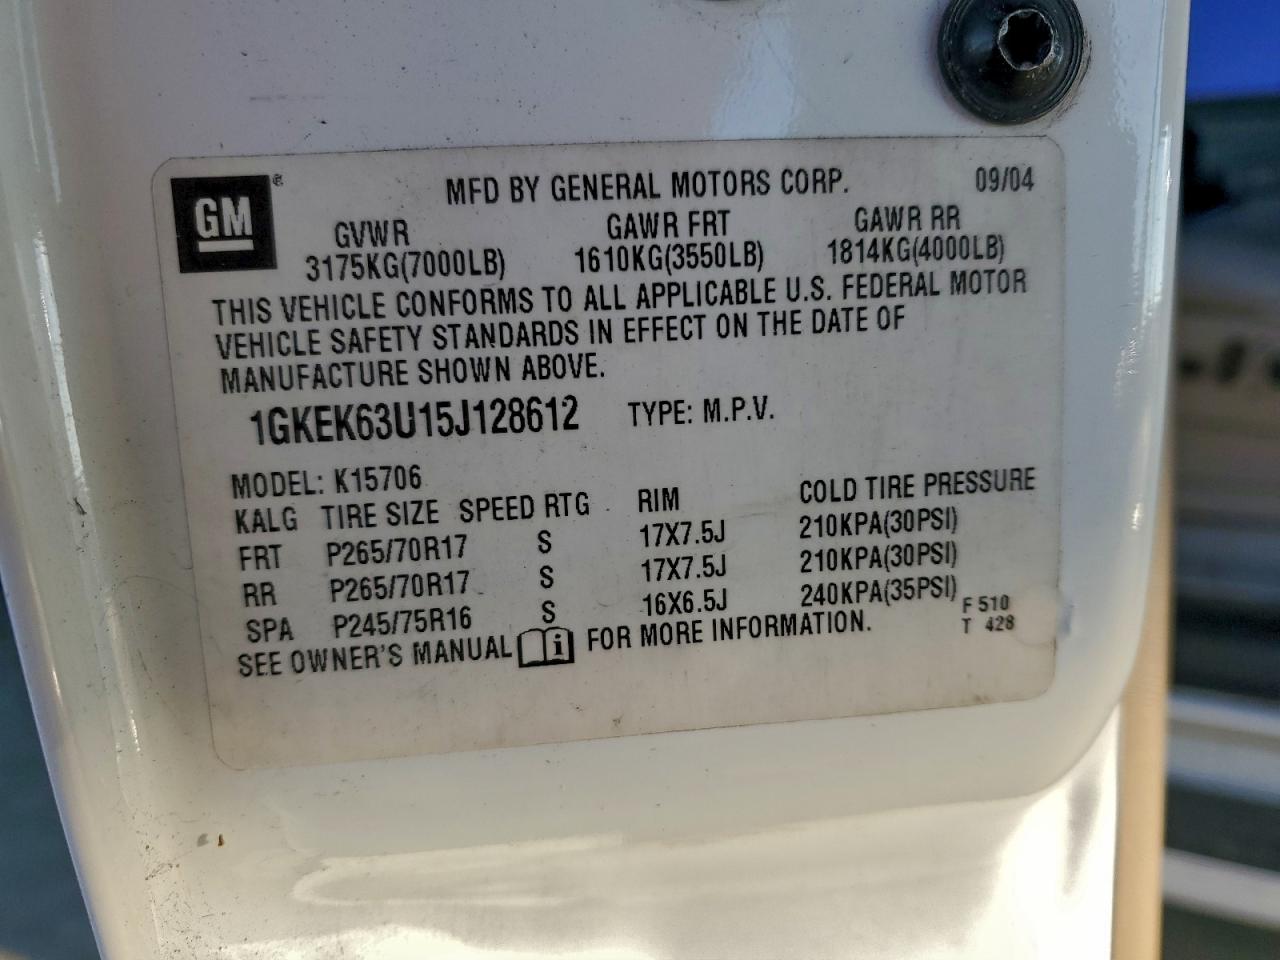 GM® MFD BY GENERAL MOTORS CORP. 09/04
GVWR GAWR FRT GAWR RR
3175KG(7000LB) 1610KG(3550LB) 1814KG(4000LB)
THIS VEHICLE CONFORMS TO ALL APPLICABLE U.S. FEDERAL MOTOR
VEHICLE SAFETY STANDARDS IN EFFECT ON THE DATE OF
MANUFACTURE SHOWN ABOVE.
1GKEK63U15J128612 TYPE: M.P.V.
MODEL: K15706
KALG TIRE SIZE SPEED RTG RIM COLD TIRE PRESSURE
FRT P265/70R17 S 17X7.5J 210KPA(30PSI)
RR P265/70R17 S 17X7.5J 210KPA(30PSI)
SPA P245/75R16 S 16X6.5J 240KPA(35PSI)
SEE OWNER'S MANUAL i FOR MORE INFORMATION.
F 510
T 428